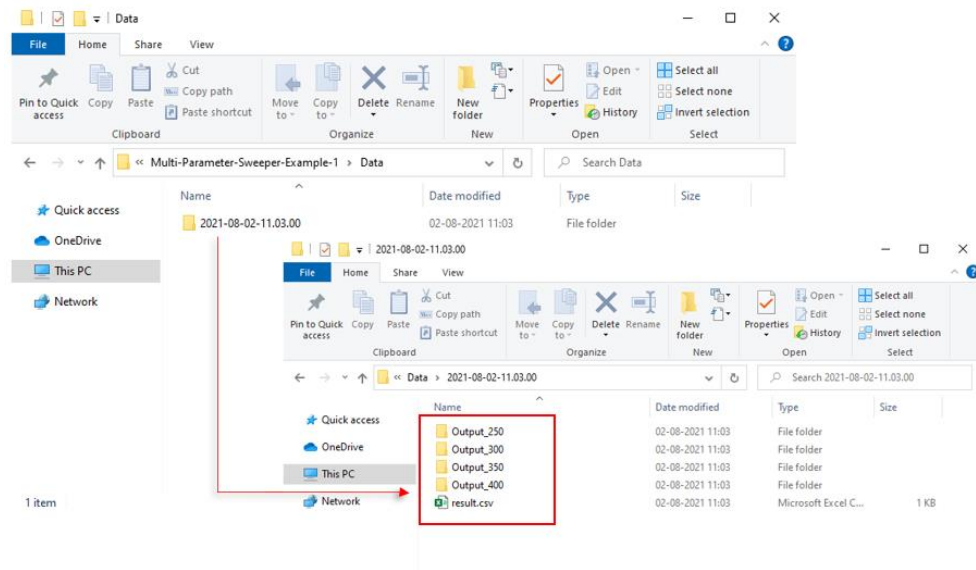 Data
File Home Share View
Pin to Quick access
Copy
Paste
Cut
Copy path
Paste shortcut
Move to
Copy to
Delete
Rename
New folder
Properties
Open
Edit
History
Select all
Select none
Invert selection
Clipboard Organize New Open Select
« Multi-Parameter-Sweeper-Example-1 › Data
Search Data
Name Date modified Type Size
Quick access
OneDrive
This PC
Network
2021-08-02-11.03.00 02-08-2021 11:03 File folder
1 item
2021-08-02-11.03.00
File Home Share View
Pin to Quick access
Copy
Paste
Cut
Copy path
Paste shortcut
Move to
Copy to
Delete
Rename
New folder
Properties
Open
Edit
History
Select all
Select none
Invert selection
Clipboard Organize New Open Select
« Data › 2021-08-02-11.03.00
Search 2021-08-02-11.03.00
Name Date modified Type Size
Quick access
OneDrive
This PC
Network
Output_250 02-08-2021 11:03 File folder
Output_300 02-08-2021 11:03 File folder
Output_350 02-08-2021 11:03 File folder
Output_400 02-08-2021 11:03 File folder
result.csv 02-08-2021 11:03 Microsoft Excel C... 1 KB